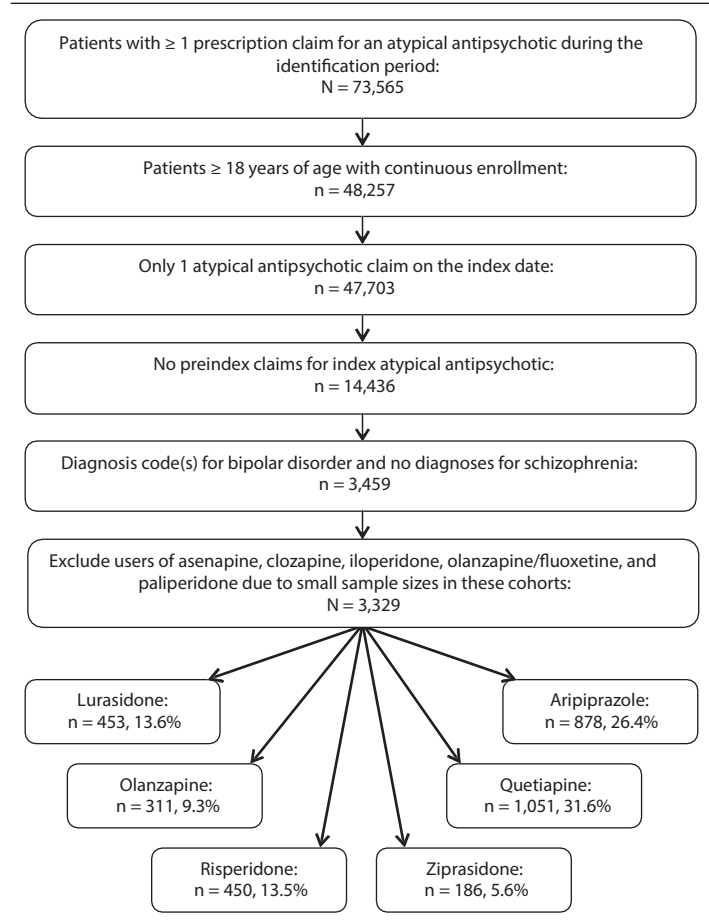 Patients with ≥ 1 prescription claim for an atypical antipsychotic during the
identification period:
N = 73,565
Patients ≥ 18 years of age with continuous enrollment:
n = 48,257
Only 1 atypical antipsychotic claim on the index date:
n = 47,703
No preindex claims for index atypical antipsychotic:
n = 14,436
Diagnosis code(s) for bipolar disorder and no diagnoses for schizophrenia:
n = 3,459
Exclude users of asenapine, clozapine, iloperidone, olanzapine/fluoxetine, and
paliperidone due to small sample sizes in these cohorts:
N = 3,329
Lurasidone:
n = 453, 13.6%
Aripiprazole:
n = 878, 26.4%
Olanzapine:
n = 311, 9.3%
Quetiapine:
n = 1,051, 31.6%
Risperidone:
n = 450, 13.5%
Ziprasidone:
n = 186, 5.6%